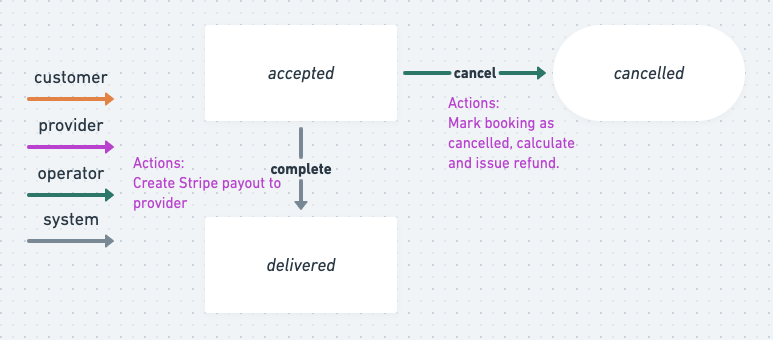 customer
provider
operator
system
accepted
cancel
cancelled
Actions:
Mark booking as
cancelled, calculate
and issue refund.
Actions:
Create Stripe payout to
provider
complete
delivered